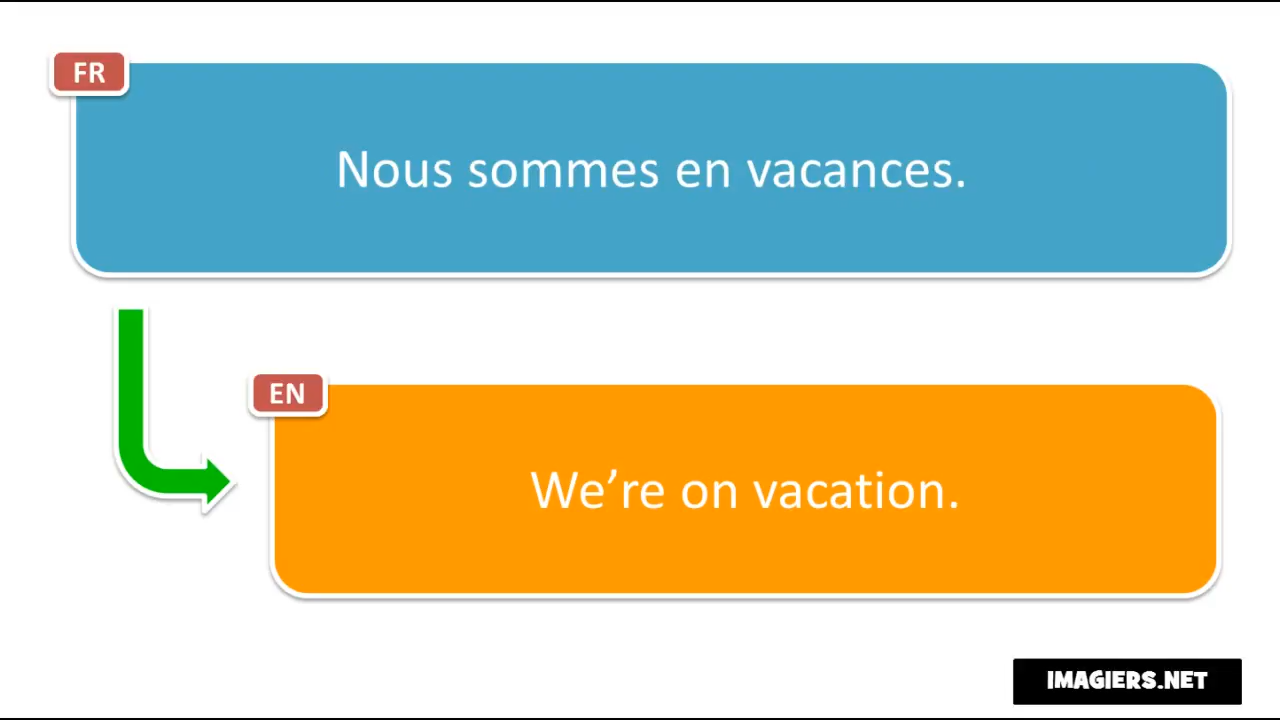 FR
Nous sommes en vacances.
EN
We’re on vacation.
IMAGIERS.NET